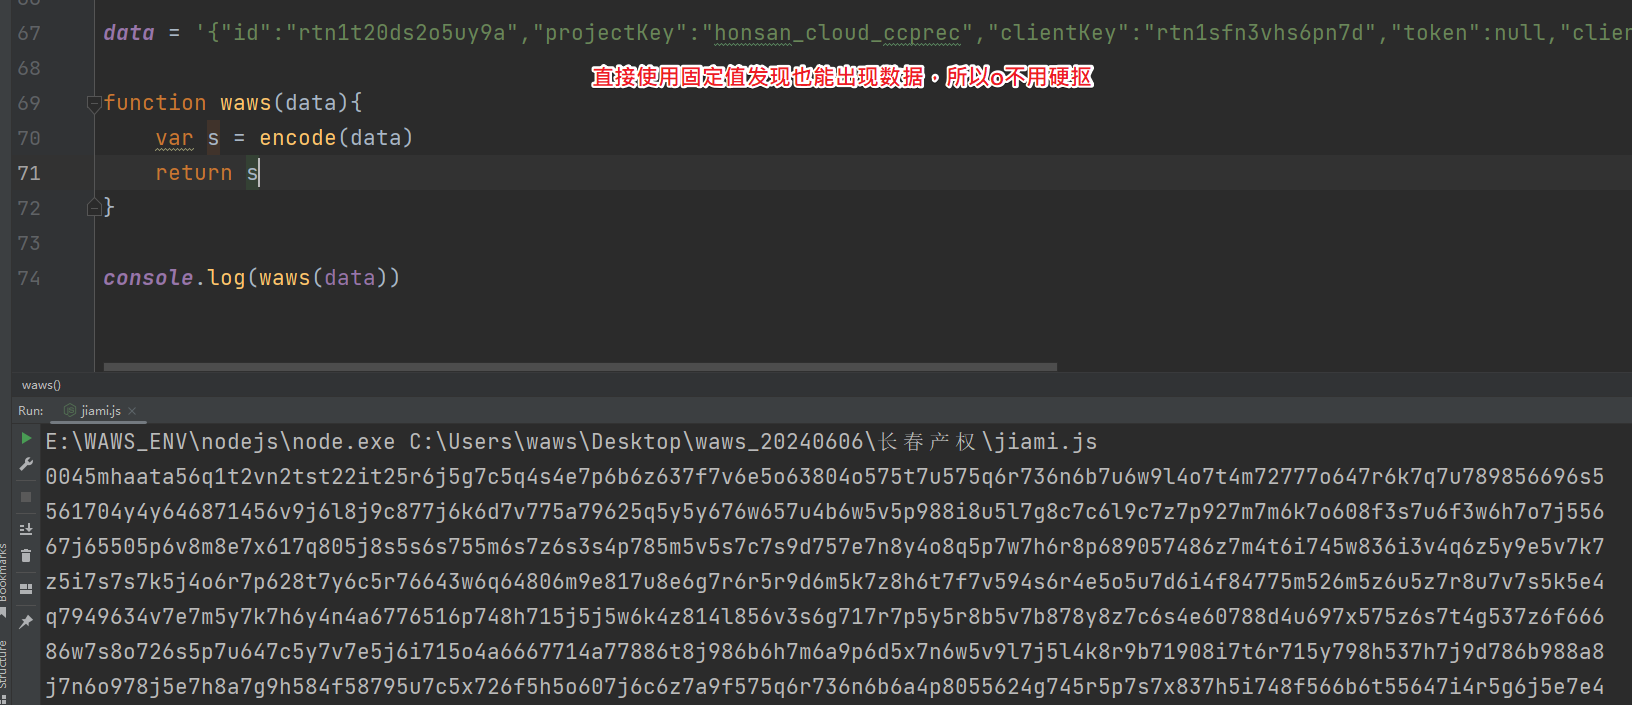 67 data = '{"id":"rtn1t20ds2o5uy9a","projectKey":"honsan_cloud_ccprec","clientKey":"rtn1sfn3vhs6pn7d","token":null,"clien
68
直接使用固定值发现也能出现数据，所以o不用硬抠
69 function waws(data){
70 var s = encode(data)
71 return s
72 }
73
74 console.log(waws(data))
waws()
Run: jiami.js ×
E:\WAWS_ENV\nodejs\node.exe C:\Users\waws\Desktop\waws_20240606\长春产权\jiami.js
0045mhaata56q1t2vn2tst22it25r6j5g7c5q4s4e7p6b6z637f7v6e5o63804o575t7u575q6r736n6b7u6w9l4o7t4m72777o647r6k7q7u789856696s5
561704y4y646871456v9j6l8j9c877j6k6d7v775a79625q5y5y676w657u4b6w5v5p988i8u5l7g8c7c6l9c7z7p927m7m6k7o608f3s7u6f3w6h7o7j556
67j65505p6v8m8e7x617q805j8s5s6s755m6s7z6s3s4p785m5v5s7c7s9d757e7n8y4o8q5p7w7h6r8p689057486z7m4t6i745w836i3v4q6z5y9e5v7k7
z5i7s7s7k5j4o6r7p628t7y6c5r76643w6q64806m9e817u8e6g7r6r5r9d6m5k7z8h6t7f7v594s6r4e5o5u7d6i4f84775m526m5z6u5z7r8u7v7s5k5e4
q7949634v7e7m5y7k7h6y4n4a6776516p748h715j5j5w6k4z814l856v3s6g717r7p5y5r8b5v7b878y8z7c6s4e60788d4u697x575z6s7t4g537z6f666
86w7s8o726s5p7u647c5y7v7e5j6i715o4a6667714a77886t8j986b6h7m6a9p6d5x7n6w5v9l7j5l4k8r9b71908i7t6r715y798h537h7j9d786b988a8
j7n6o978j5e7h8a7g9h584f58795u7c5x726f5h5o607j6c6z7a9f575q6r736n6b6a4p8055624g745r5p7s7x837h5i748f566b6t55647i4r5g6j5e7e4
Bookmarks
Structure